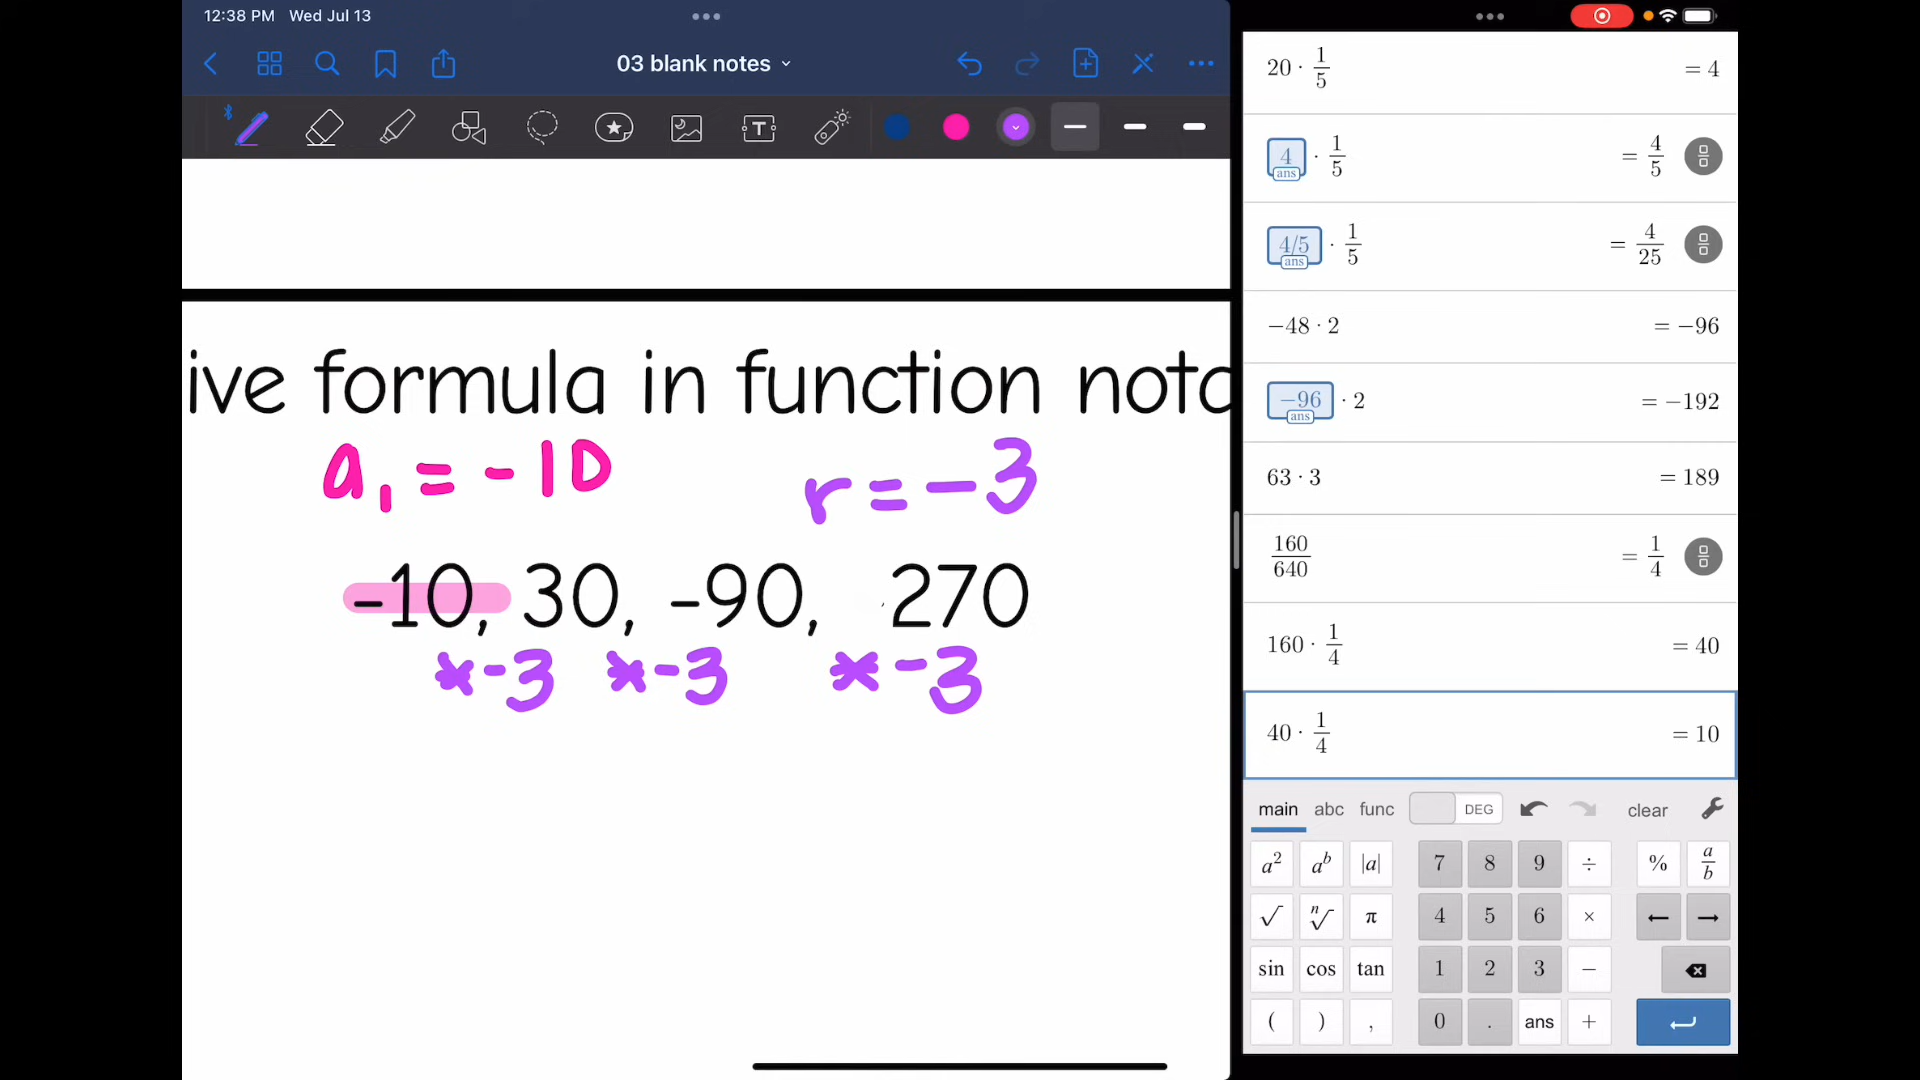 12:38 PM Wed Jul 13
03 blank notes
T
ive formula in function nota
a₁ = -10
r = -3
-10, 30, -90, 270
*-3 *-3 *-3
20 · 1/5 = 4
4 ans · 1/5 = 4/5
4/5 ans · 1/5 = 4/25
−48 · 2 = −96
−96 ans · 2 = −192
63 · 3 = 189
160/640 = 1/4
160 · 1/4 = 40
40 · 1/4 = 10
main abc func DEG clear
a² aᵇ |a| 7 8 9 ÷ % a/b
√ ⁿ√ π 4 5 6 × ← →
sin cos tan 1 2 3 −
( ) , 0 . ans +